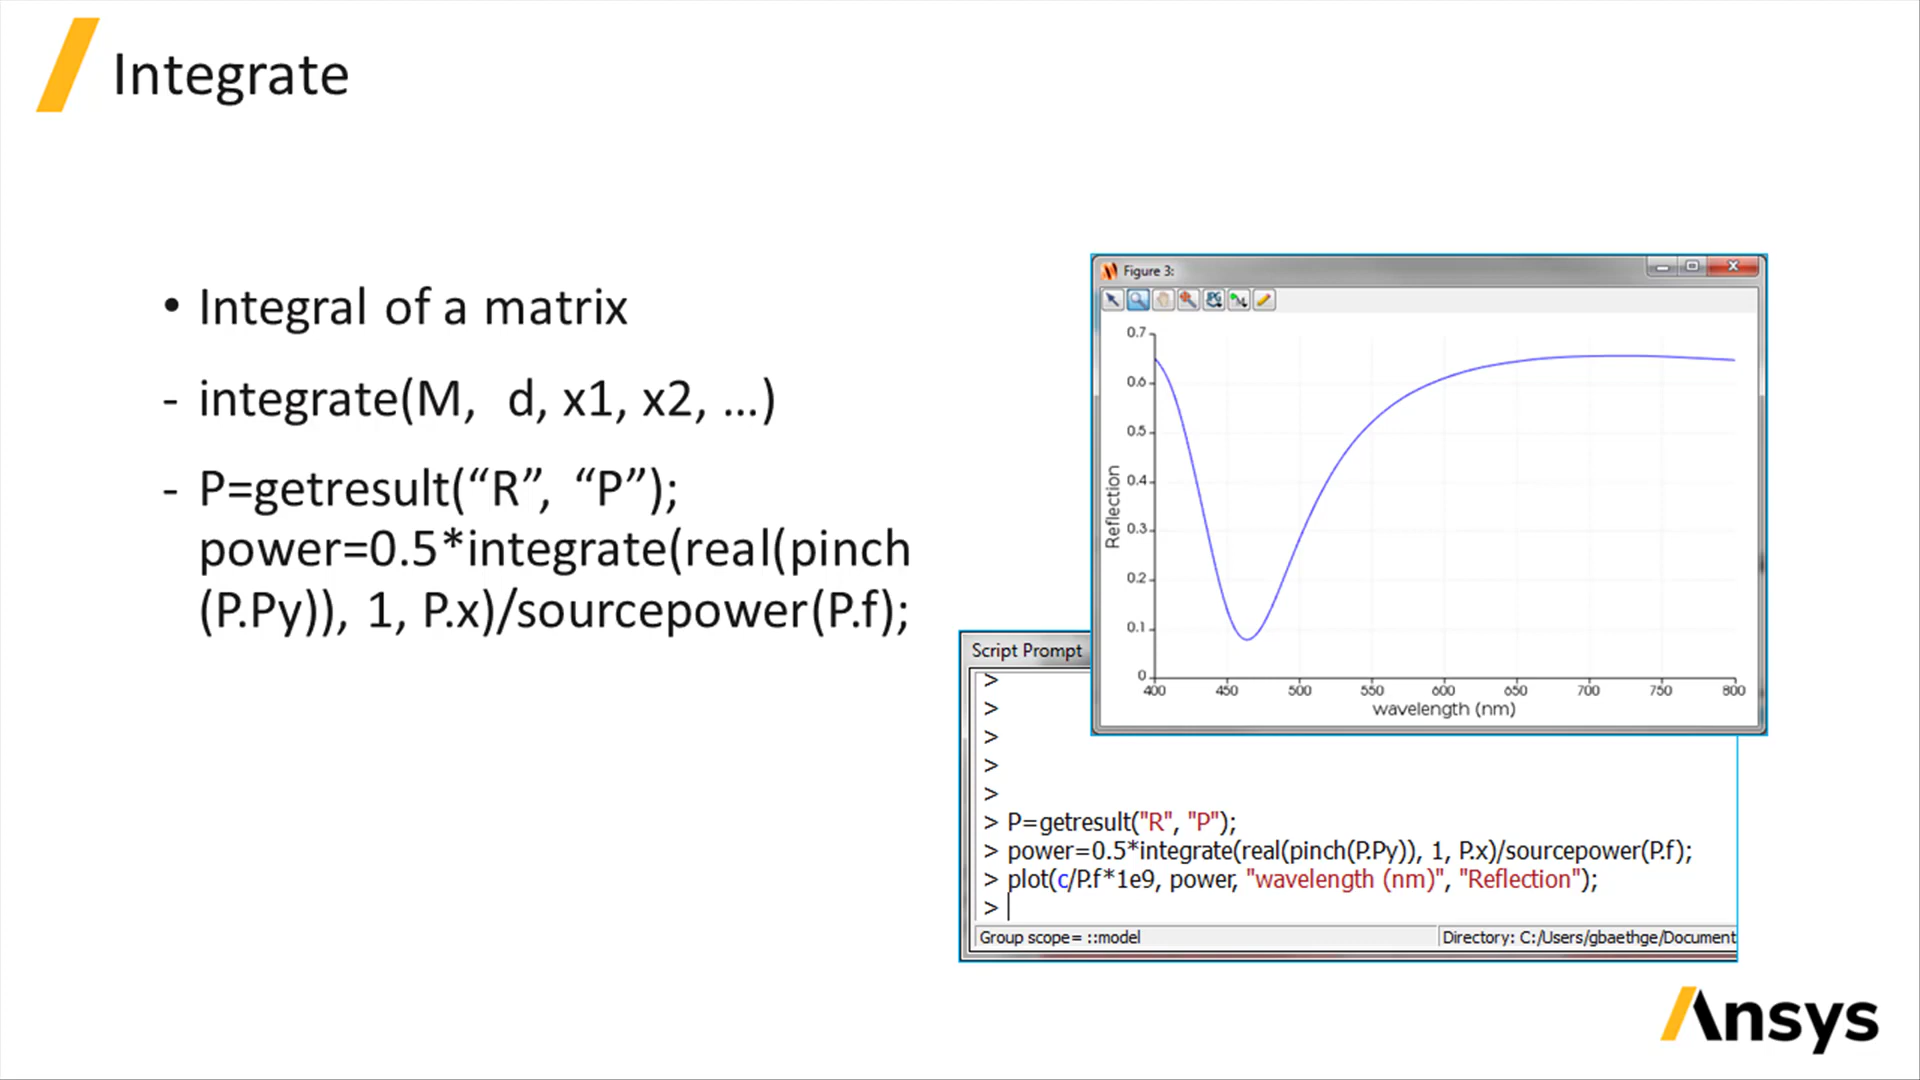 Integrate
• Integral of a matrix
- integrate(M, d, x1, x2, …)
- P=getresult(“R”, “P”);
power=0.5*integrate(real(pinch
(P.Py)), 1, P.x)/sourcepower(P.f);
Figure 3:
0.7
0.6
0.5
0.4
0.3
0.2
0.1
0
Reflection
400 450 500 550 600 650 700 750 800
wavelength (nm)
Script Prompt
>
>
>
>
>
> P=getresult("R", "P");
> power=0.5*integrate(real(pinch(P.Py)), 1, P.x)/sourcepower(P.f);
> plot(c/P.f*1e9, power, "wavelength (nm)", "Reflection");
>
Group scope= ::model
Directory: C:/Users/gbaethge/Document
Ansys